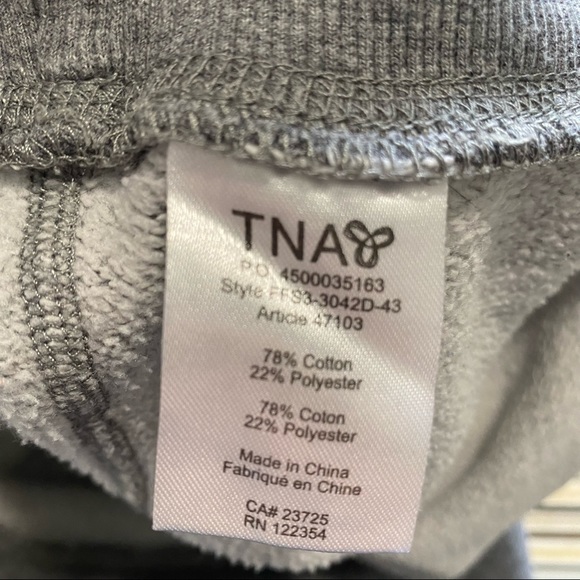 TNA
P.O. 4500035163
Style FFS3-3042D-43
Article 47103
78% Cotton
22% Polyester
78% Coton
22% Polyester
Made in China
Fabriqué en Chine
CA# 23725
RN 122354